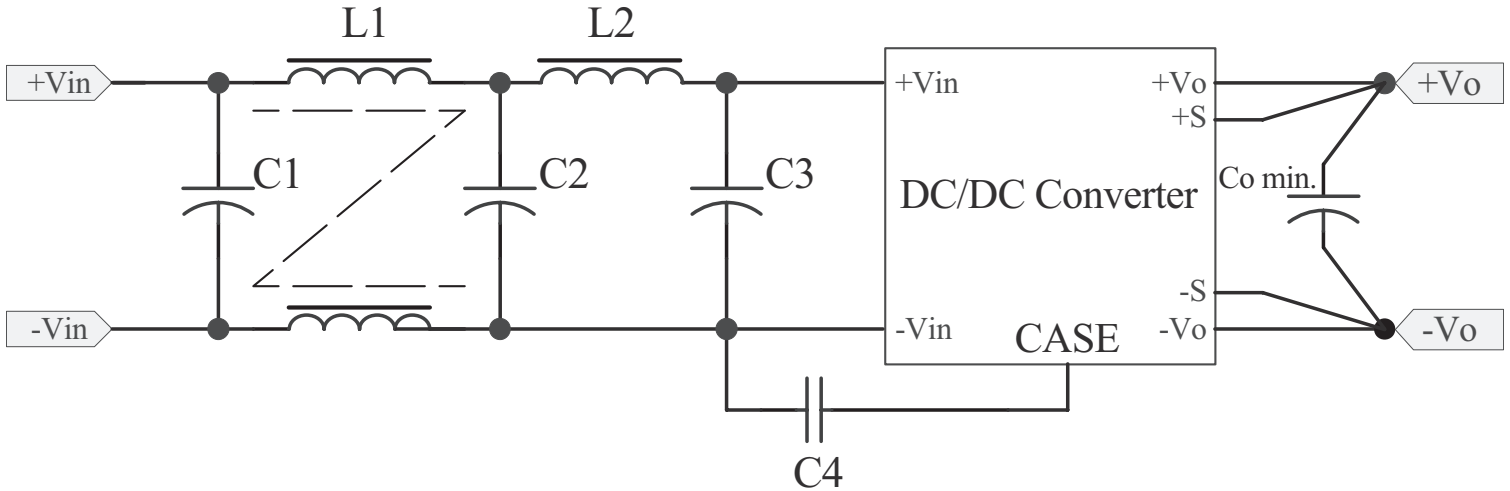 L1
L2
+Vin
+Vin
+Vo
+Vo
+S
C1
C2
C3
DC/DC Converter
Co min.
-S
-Vin
-Vin
CASE
-Vo
-Vo
C4